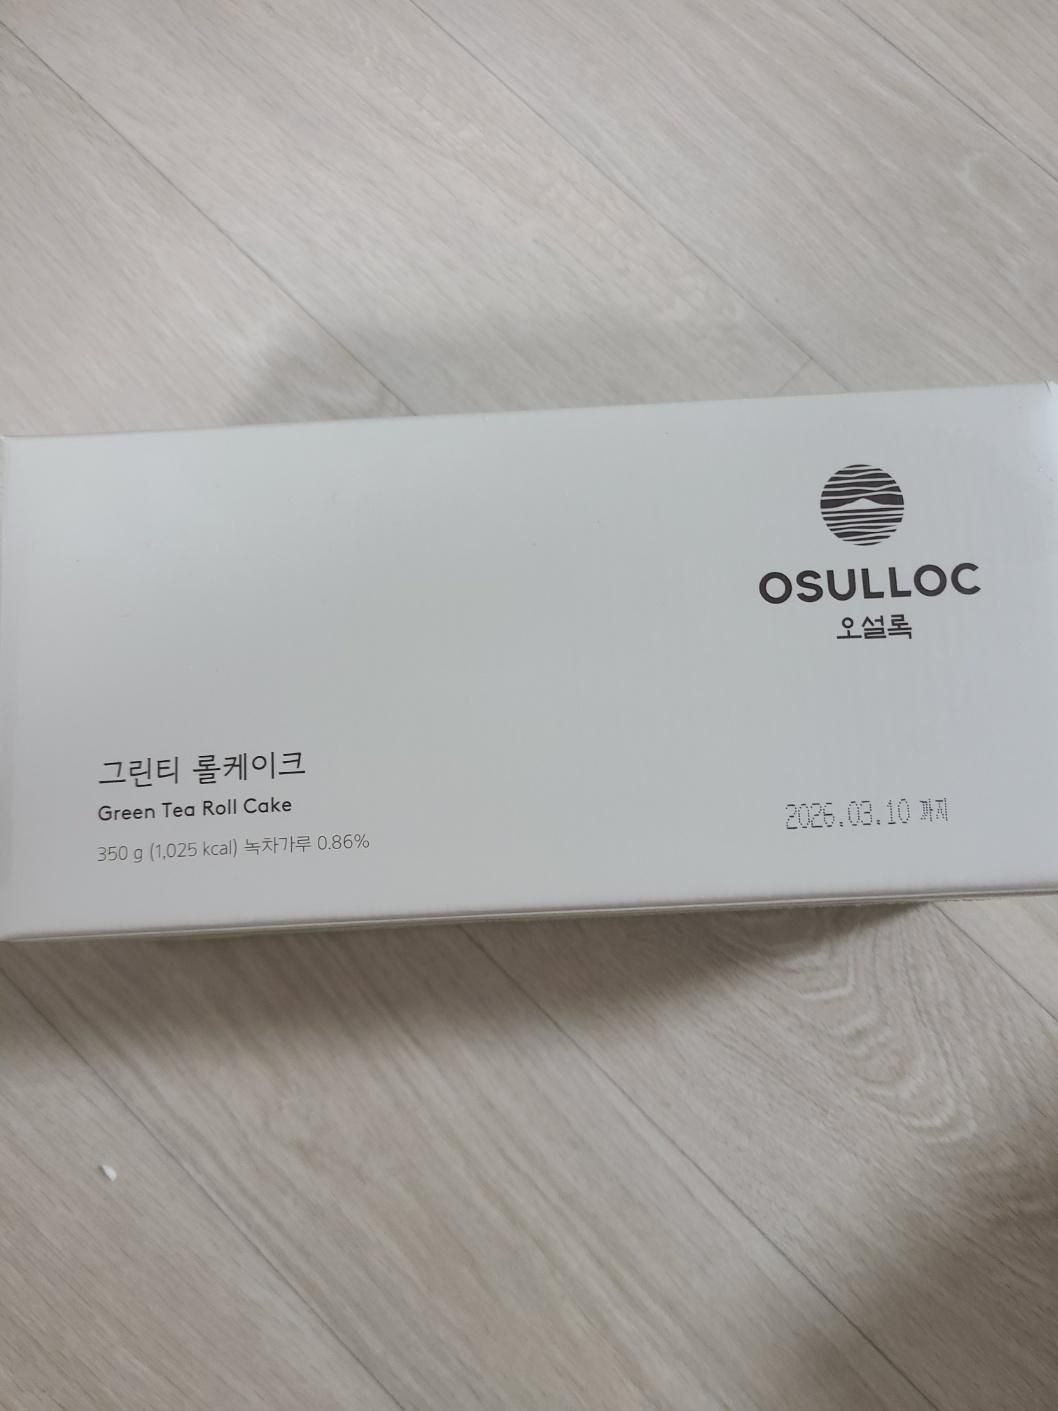 OSULLOC
오설록
그린티 롤케이크
Green Tea Roll Cake
350 g (1,025 kcal) 녹차가루 0.86%
2026.03.10 까지